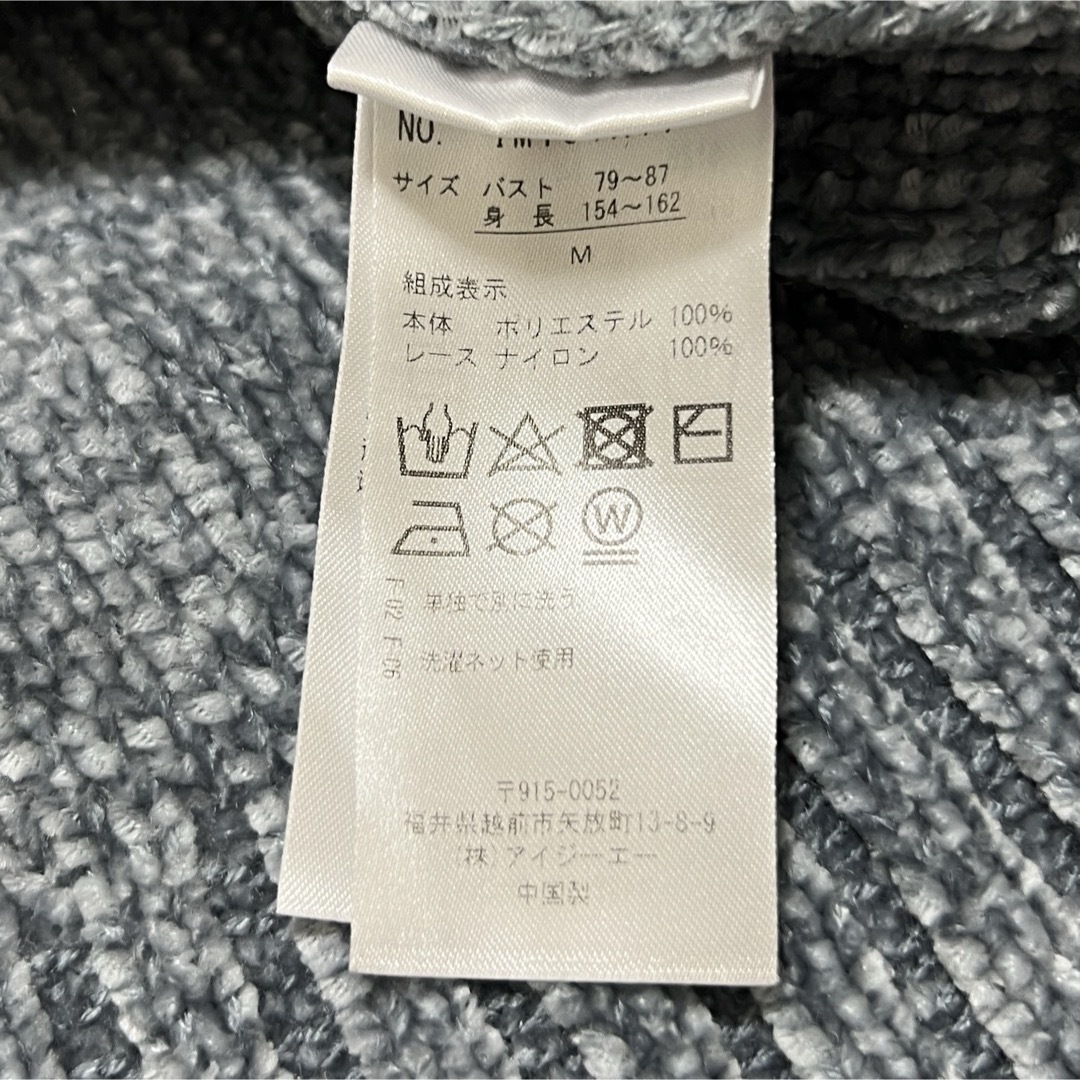 NO.
サイズ バスト 79～87
身 長 154～162
M
組成表示
本体 ポリエステル 100%
レース ナイロン 100%
W
単独で別に洗う
洗濯ネット使用
〒915-0052
福井県越前市矢放町13-8-9
(株)アイジーエー
中国製